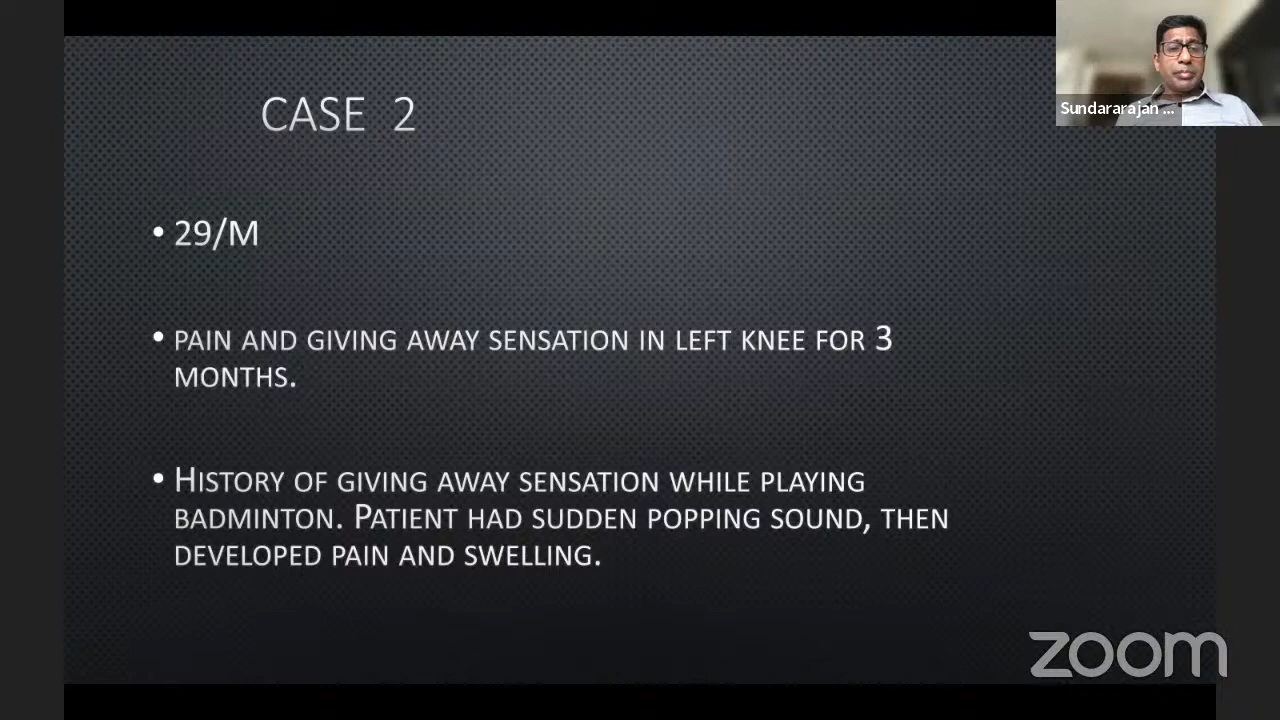 CASE 2
• 29/M
• PAIN AND GIVING AWAY SENSATION IN LEFT KNEE FOR 3
MONTHS.
• HISTORY OF GIVING AWAY SENSATION WHILE PLAYING
BADMINTON. PATIENT HAD SUDDEN POPPING SOUND, THEN
DEVELOPED PAIN AND SWELLING.
Sundararajan ...
zoom